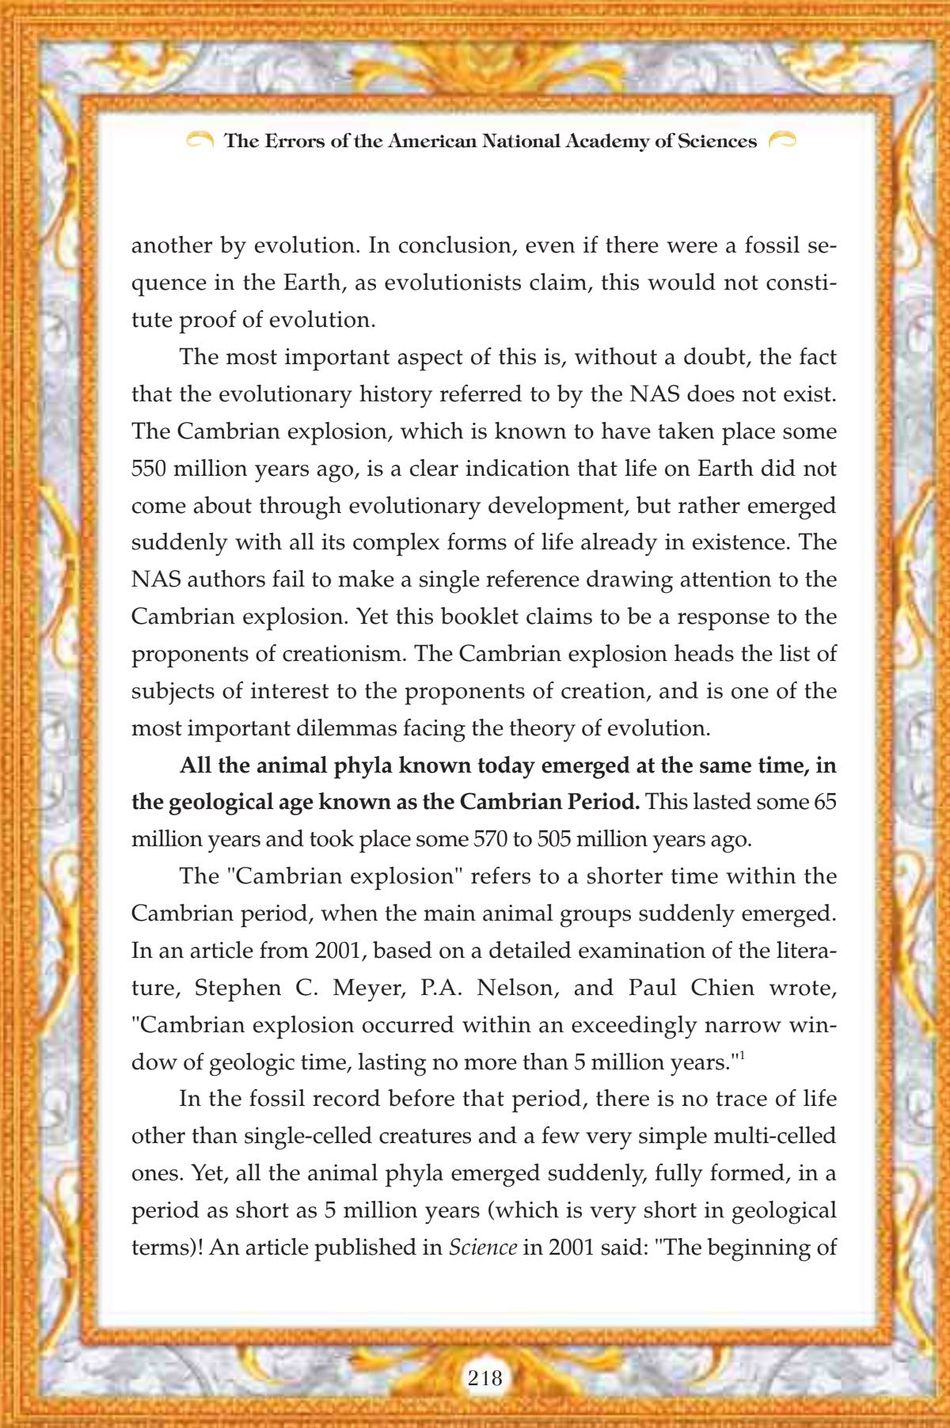 The Errors of the American National Academy of Sciences
another by evolution. In conclusion, even if there were a fossil se-
quence in the Earth, as evolutionists claim, this would not consti-
tute proof of evolution.
The most important aspect of this is, without a doubt, the fact
that the evolutionary history referred to by the NAS does not exist.
The Cambrian explosion, which is known to have taken place some
550 million years ago, is a clear indication that life on Earth did not
come about through evolutionary development, but rather emerged
suddenly with all its complex forms of life already in existence. The
NAS authors fail to make a single reference drawing attention to the
Cambrian explosion. Yet this booklet claims to be a response to the
proponents of creationism. The Cambrian explosion heads the list of
subjects of interest to the proponents of creation, and is one of the
most important dilemmas facing the theory of evolution.
All the animal phyla known today emerged at the same time, in
the geological age known as the Cambrian Period. This lasted some 65
million years and took place some 570 to 505 million years ago.
The "Cambrian explosion" refers to a shorter time within the
Cambrian period, when the main animal groups suddenly emerged.
In an article from 2001, based on a detailed examination of the litera-
ture, Stephen C. Meyer, P.A. Nelson, and Paul Chien wrote,
"Cambrian explosion occurred within an exceedingly narrow win-
dow of geologic time, lasting no more than 5 million years."1
In the fossil record before that period, there is no trace of life
other than single-celled creatures and a few very simple multi-celled
ones. Yet, all the animal phyla emerged suddenly, fully formed, in a
period as short as 5 million years (which is very short in geological
terms)! An article published in Science in 2001 said: "The beginning of
218